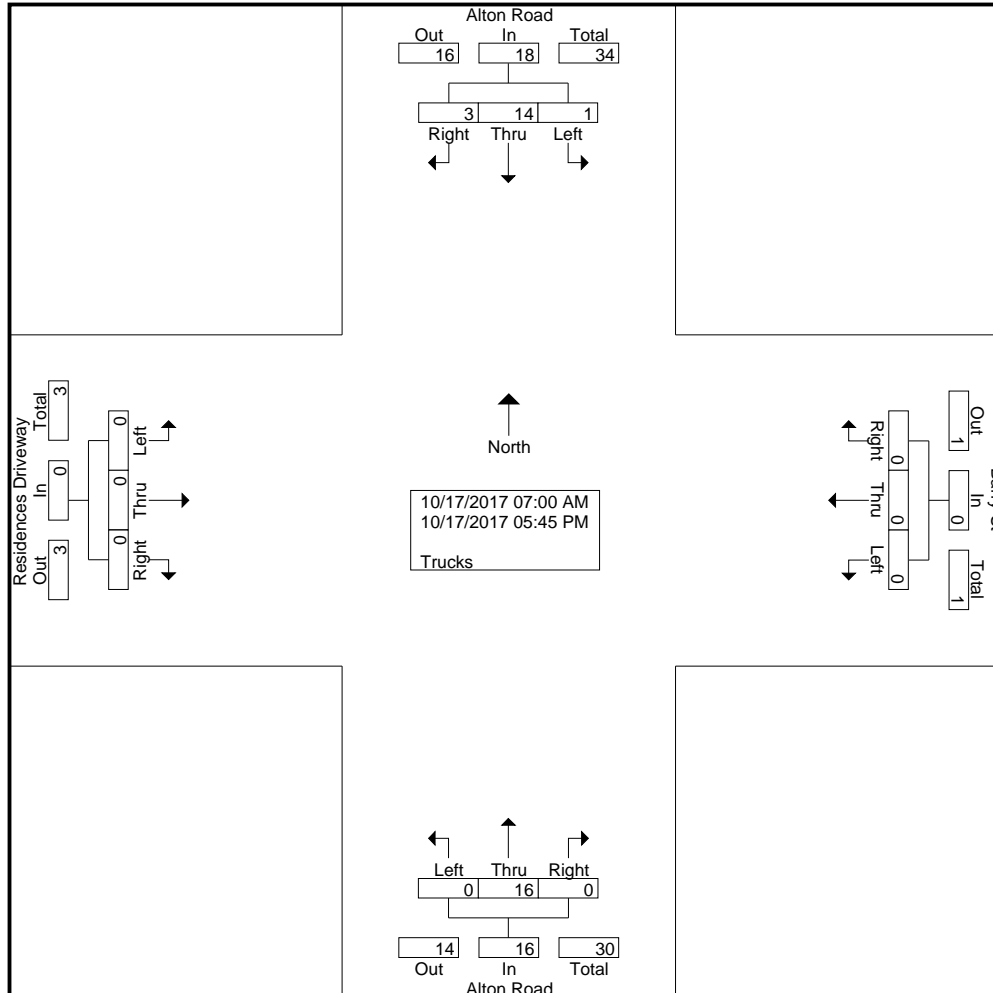 Alton Road
Out In Total
16 18 34
3 14 1
Right Thru Left
Residences Driveway
Total In Out
3 0 3
0 0 0
Left Thru Right
North
10/17/2017 07:00 AM
10/17/2017 05:45 PM
Trucks
Right Thru Left
0 0 0
Out In Total
1 0 1
Left Thru Right
0 16 0
14 16 30
Out In Total
Alton Road